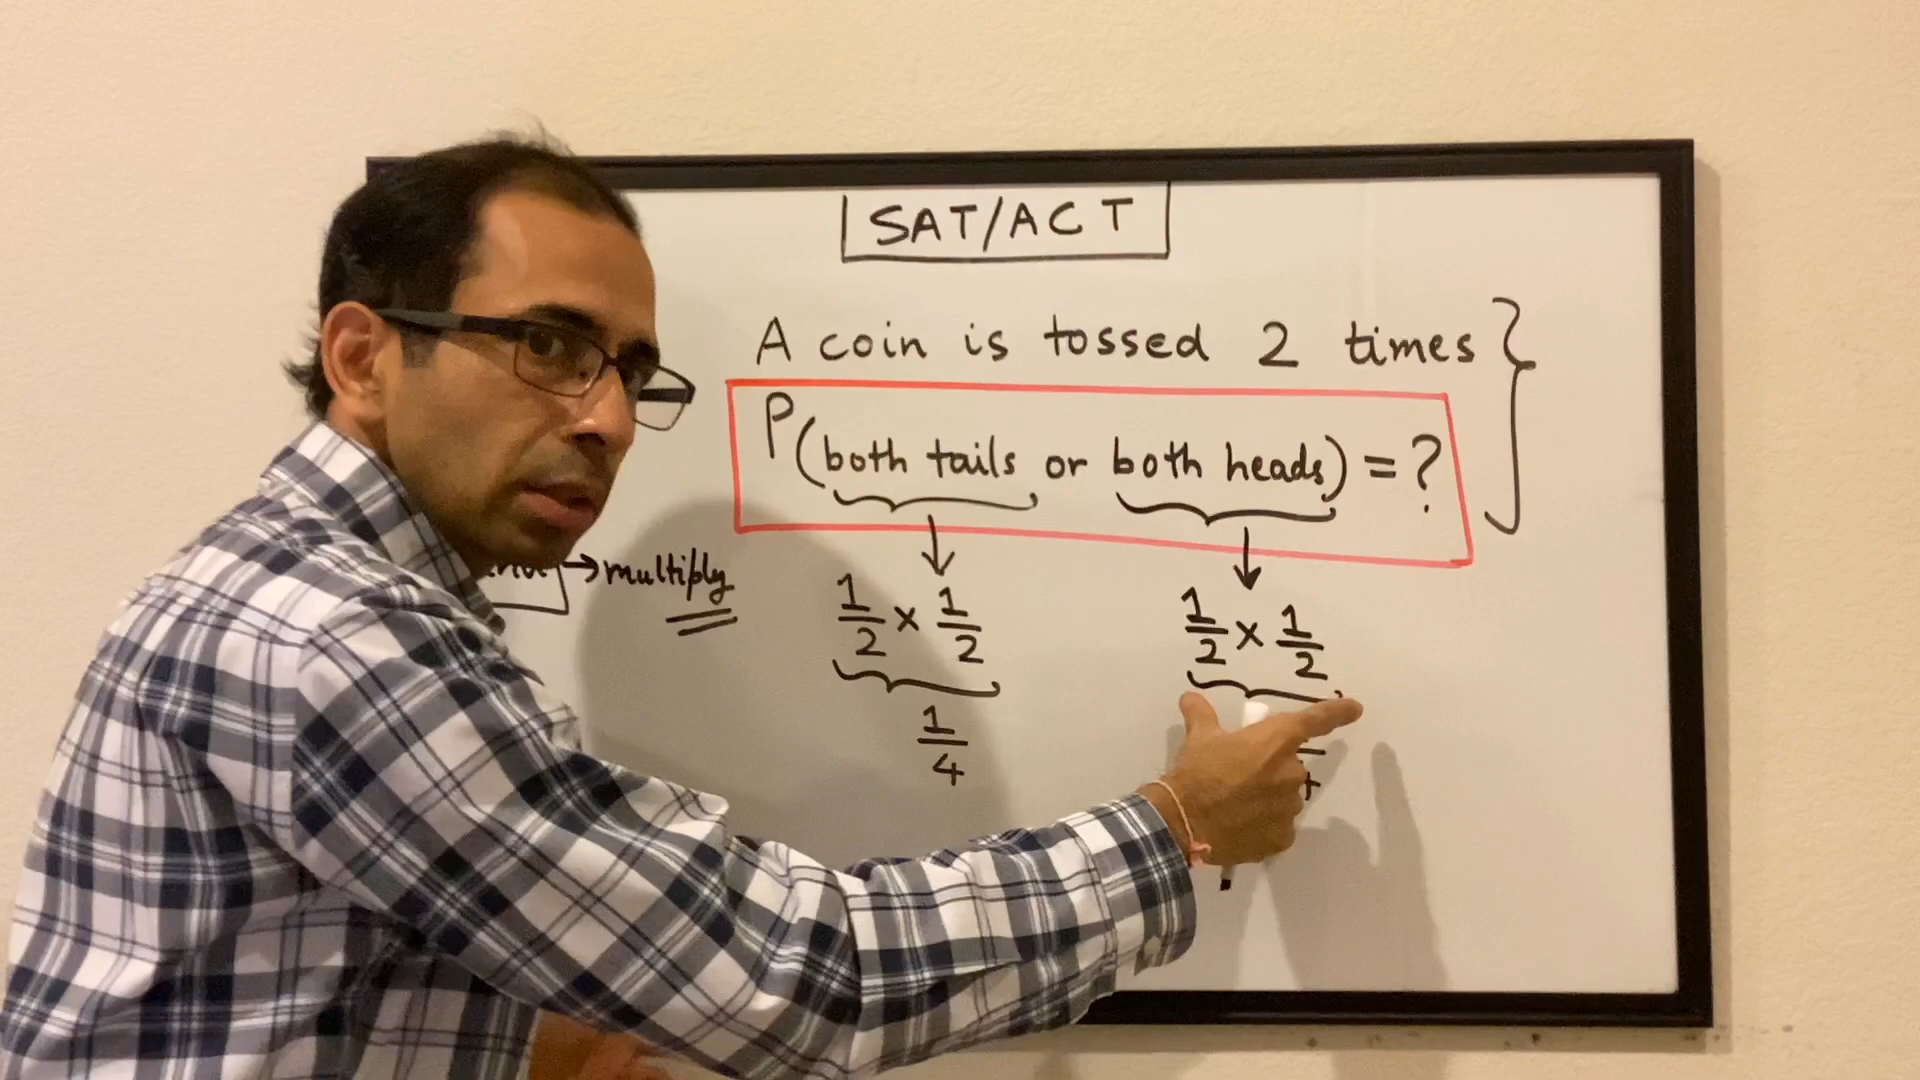 SAT/ACT
A coin is tossed 2 times
P(both tails or both heads) = ?
→ multiply
1/2 × 1/2
1/2 × 1/2
1/4